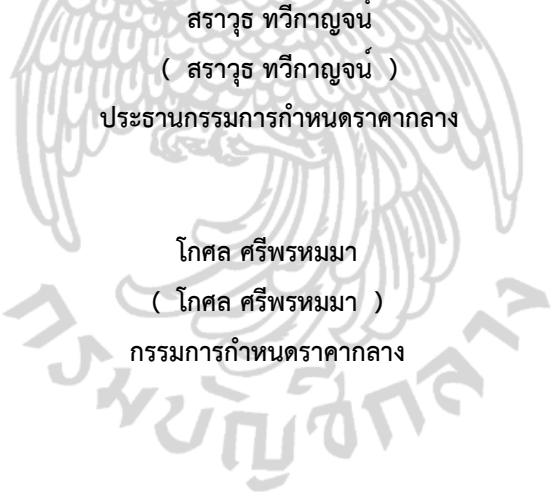 สราวุธ ทวีกาญจน์
( สราวุธ ทวีกาญจน์ )
ประธานกรรมการกำหนดราคากลาง
โกศล ศรีพรหมมา
( โกศล ศรีพรหมมา )
กรรมการกำหนดราคากลาง
กรมบัญชีกลาง